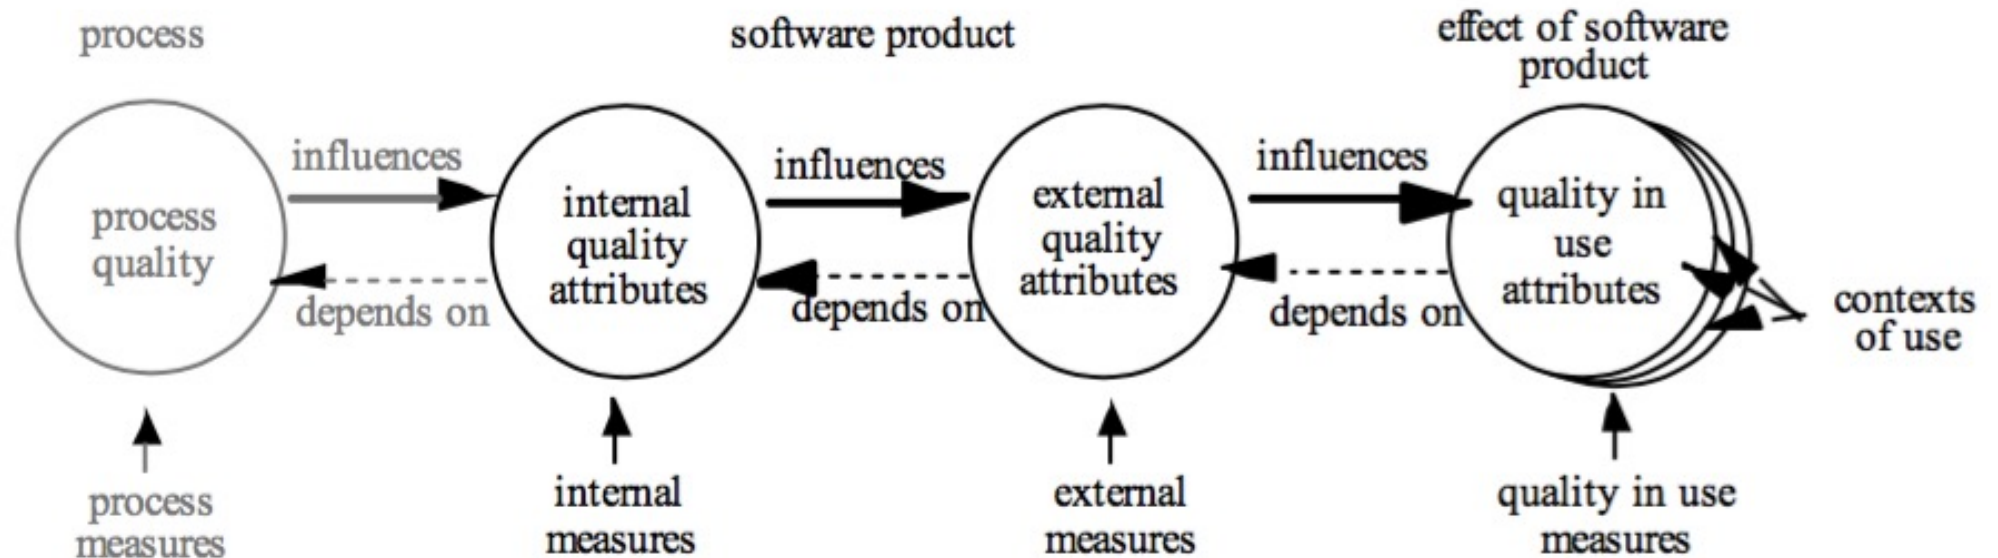 process
software product
effect of software
product
influences
influences
influences
process
quality
internal
quality
attributes
external
quality
attributes
quality in
use
attributes
depends on
depends on
depends on
contexts
of use
process
measures
internal
measures
external
measures
quality in use
measures